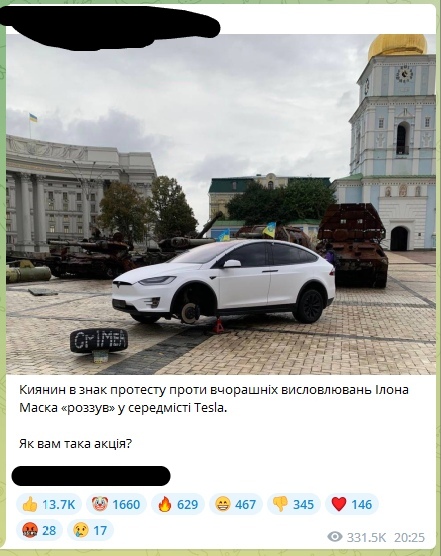 CrIMEA
Киянин в знак протесту проти вчорашніх висловлювань Ілона
Маска «роззув» у середмісті Tesla.
Як вам така акція?
13.7K 1660 629 467 345 146
28 17
331.5K 20:25